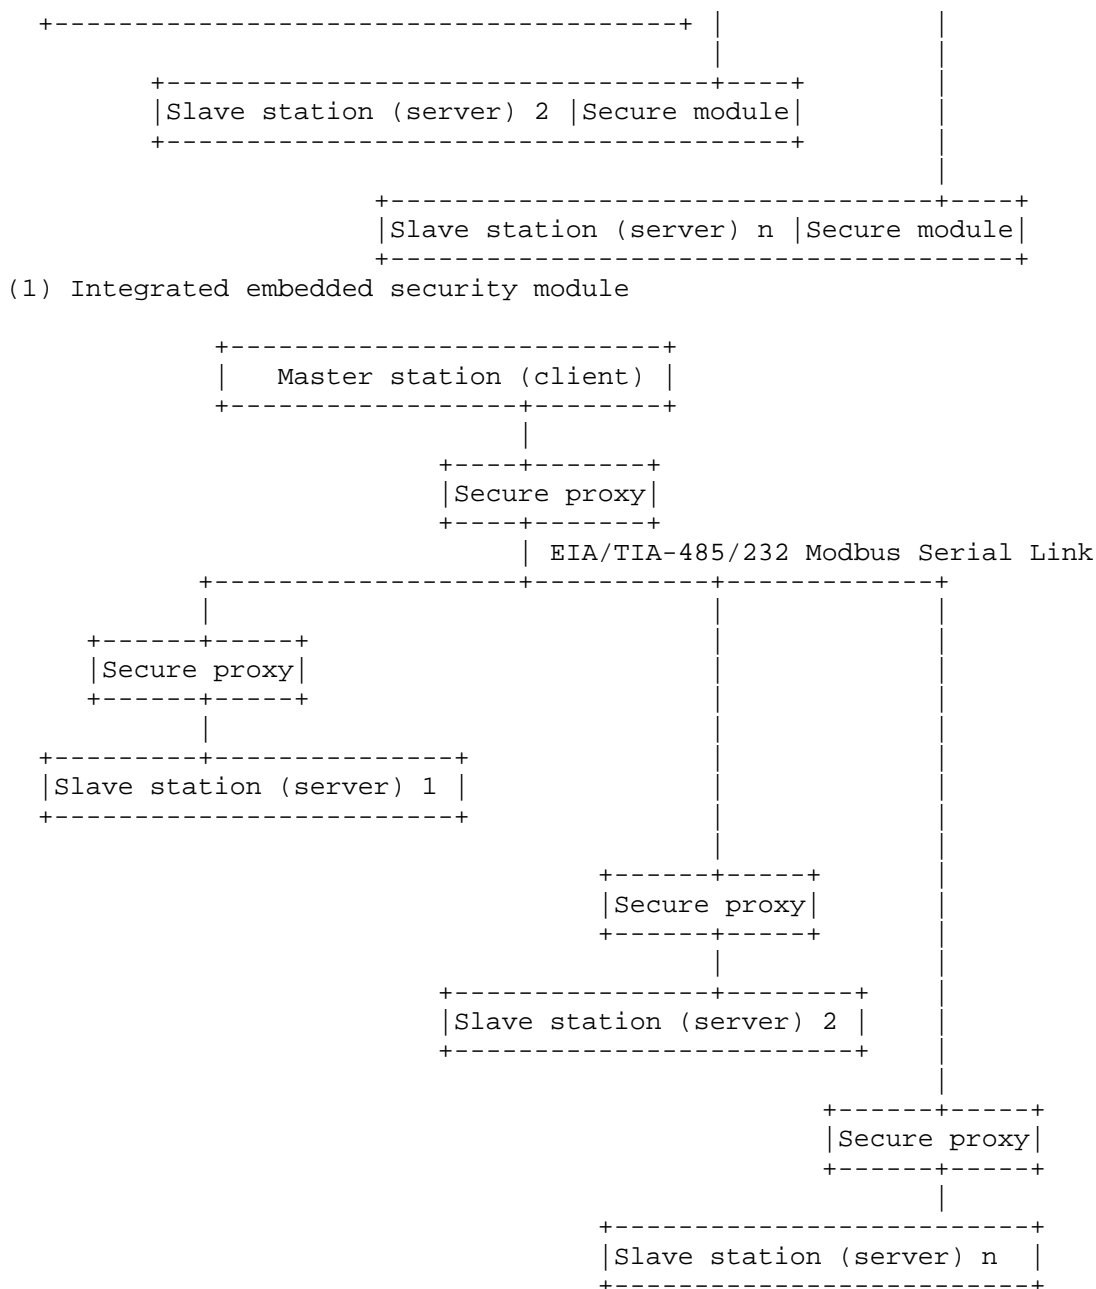 Slave station (server) 2 |Secure module
Slave station (server) n |Secure module
(1) Integrated embedded security module
Master station (client)
Secure proxy
EIA/TIA-485/232 Modbus Serial Link
Secure proxy
Slave station (server) 1
Secure proxy
Slave station (server) 2
Secure proxy
Slave station (server) n